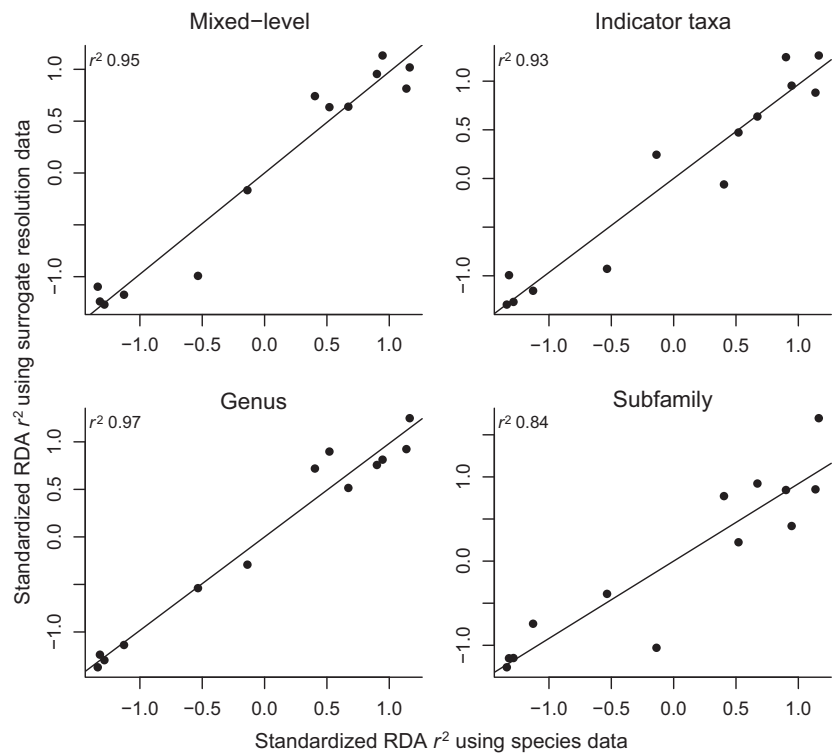 Mixed−level
Indicator taxa
r² 0.95
r² 0.93
1.0
0.5
0.0
−1.0
1.0
0.5
0.0
−1.0
−1.0 −0.5 0.0 0.5 1.0
−1.0 −0.5 0.0 0.5 1.0
Genus
Subfamily
r² 0.97
r² 0.84
1.0
0.5
0.0
−1.0
1.0
0.0
−1.0
−1.0 −0.5 0.0 0.5 1.0
−1.0 −0.5 0.0 0.5 1.0
Standardized RDA r² using surrogate resolution data
Standardized RDA r² using species data